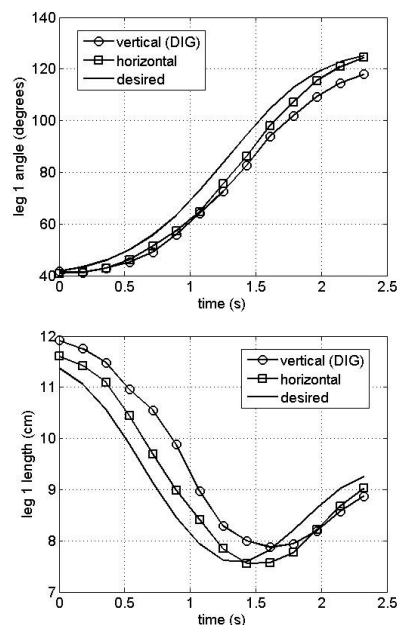 140
120
100
80
60
40
leg 1 angle (degrees)
vertical (DIG)
horizontal
desired
0 0.5 1 1.5 2 2.5
time (s)
12
11
10
9
8
7
leg 1 length (cm)
vertical (DIG)
horizontal
desired
0 0.5 1 1.5 2 2.5
time (s)